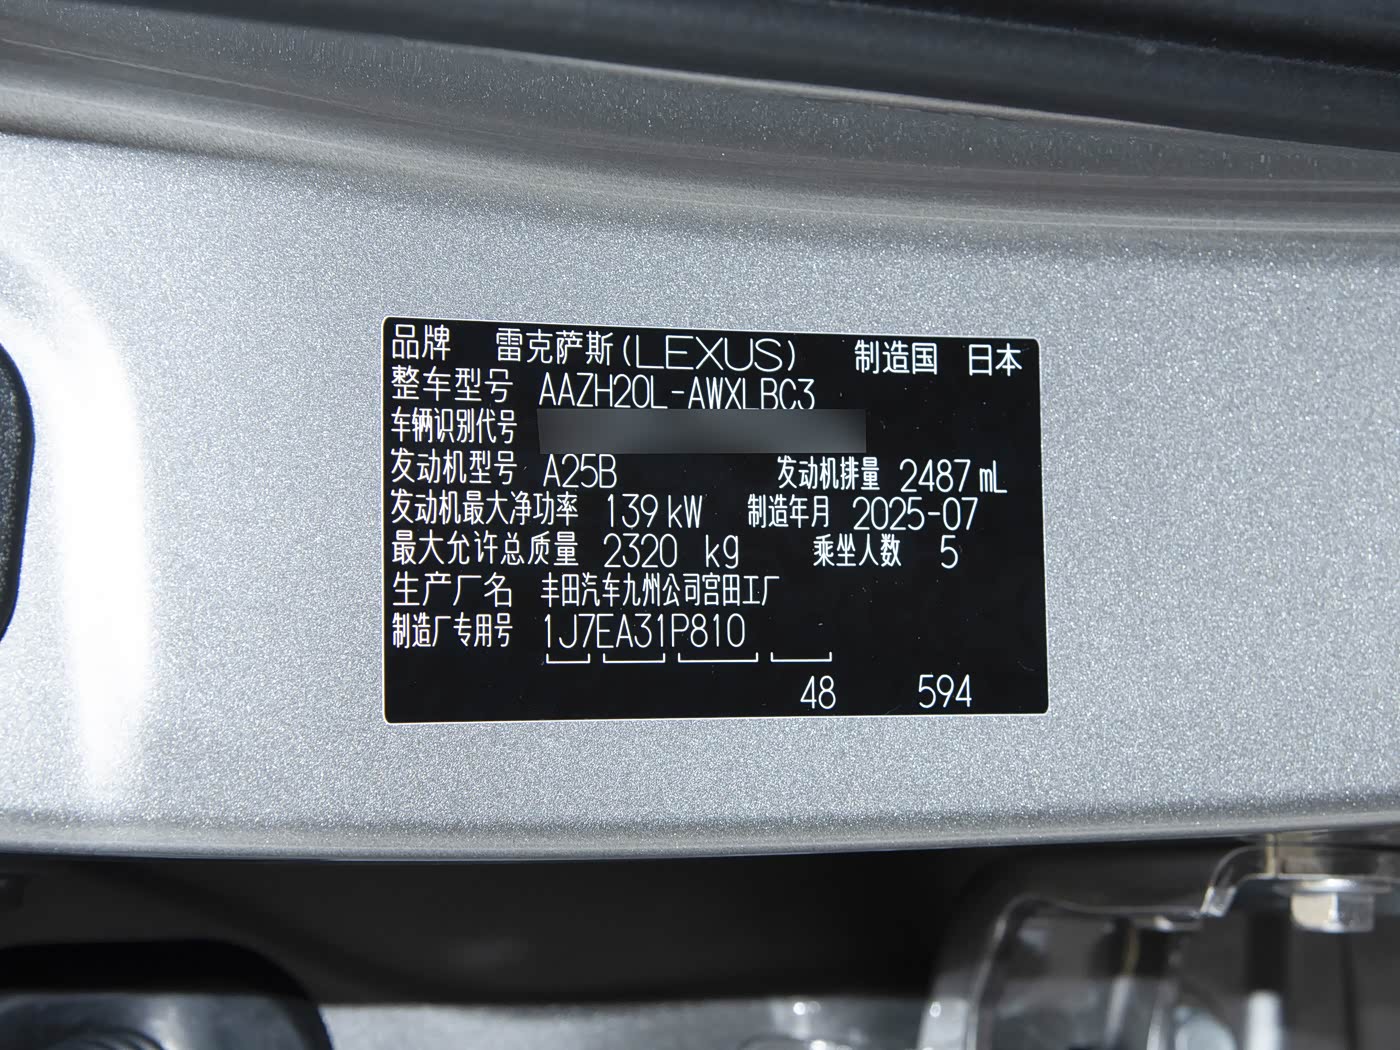 品牌 雷克萨斯(LEXUS) 制造国 日本
整车型号 AAZH20L-AWXLBC3
车辆识别代号
发动机型号 A25B 发动机排量 2487 mL
发动机最大净功率 139 kW 制造年月 2025-07
最大允许总质量 2320 kg 乘坐人数 5
生产厂名 丰田汽车九州公司宫田工厂
制造厂专用号 1J7EA31P810
48 594